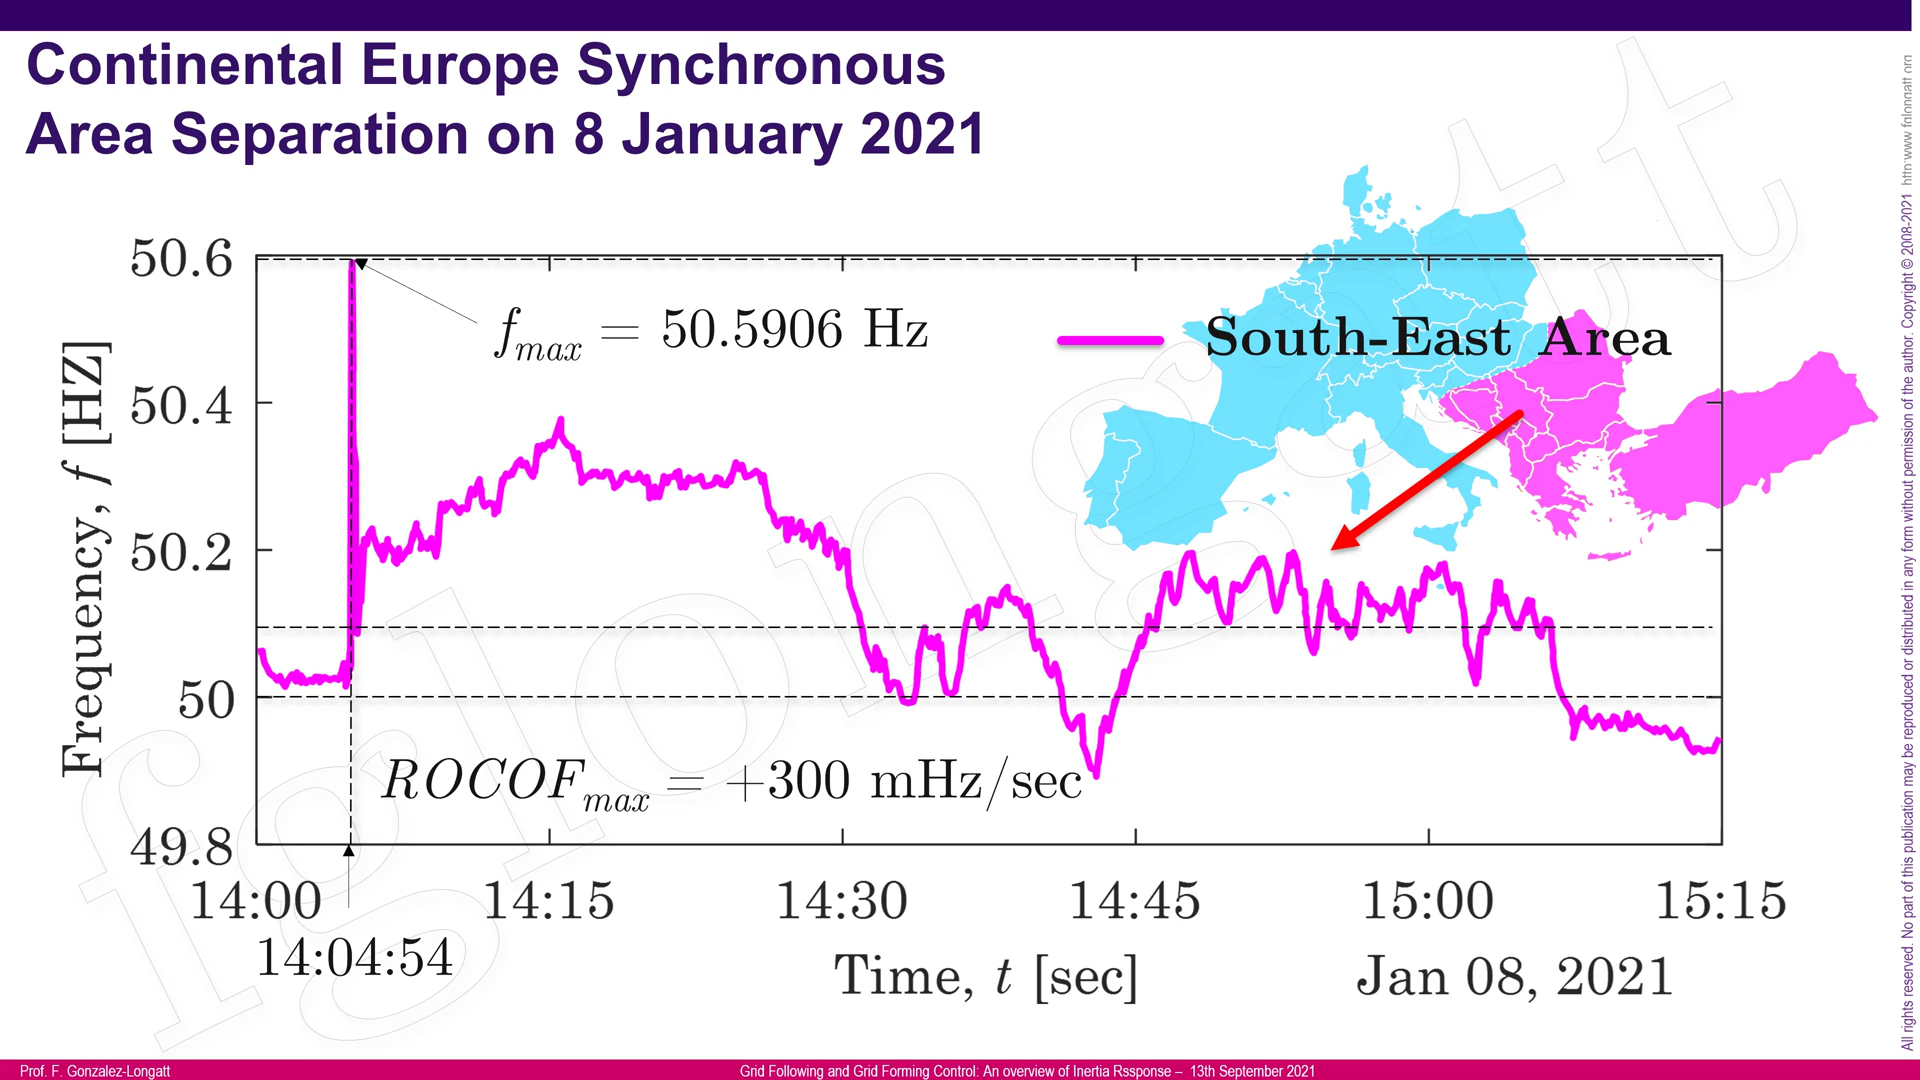 Continental Europe Synchronous
Area Separation on 8 January 2021
50.6
50.4
50.2
50
49.8
Frequency, f [HZ]
f_max = 50.5906 Hz
South-East Area
ROCOF_max = +300 mHz/sec
14:00
14:15
14:30
14:45
15:00
15:15
14:04:54
Time, t [sec]
Jan 08, 2021
fglongatt
All rights reserved. No part of this publication may be reproduced or distributed in any form without permission of the author. Copyright © 2008-2021
Prof. F. Gonzalez-Longatt
Grid Following and Grid Forming Control: An overview of Inertia Rssponse – 13th September 2021